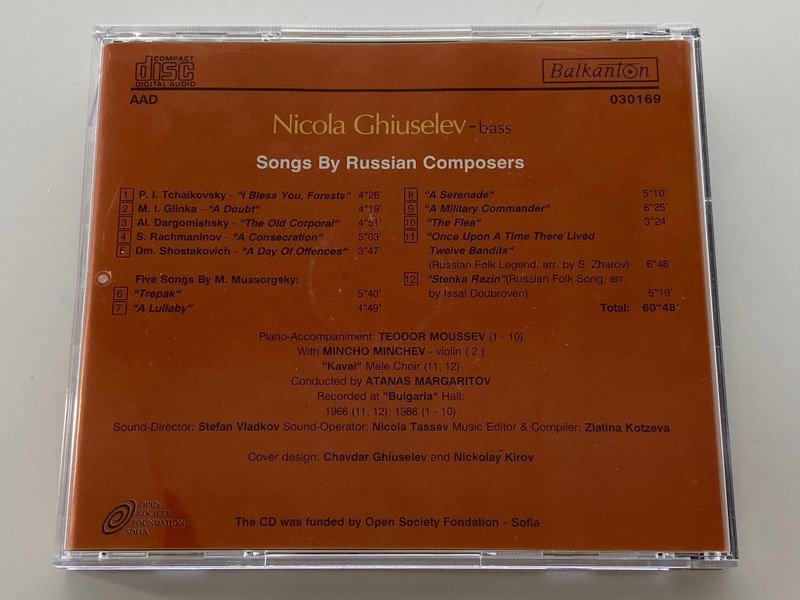 COMPACT
disc
DIGITAL AUDIO
Balkanton
AAD
030169
Nicola Ghiuselev-bass
Songs By Russian Composers
1 P. I. Tchaikovsky - "I Bless You, Forests" 4"26'
2 M. I. Glinka - "A Doubt" 4"19'
3 Al. Dargomishsky - "The Old Corporal" 4"51'
4 S. Rachmaninov - "A Consecration" 5"03'
5 Dm. Shostakovich - "A Day Of Offences" 3"47'
Five Songs By M. Mussorgsky:
6 "Trepak" 5"40'
7 "A Lullaby" 4"49'
8 "A Serenade" 5"10'
9 "A Military Commander" 6"25'
10 "The Flea" 3"24'
11 "Once Upon A Time There Lived
Twelve Bandits"
(Russian Folk Legend, arr. by S. Zharov) 6"48'
12 "Stenka Razin"(Russian Folk Song, arr.
by Issai Doubroven) 5"19'
Total: 60"48'
Piano-Accompaniment: TEODOR MOUSSEV (1 - 10)
With MINCHO MINCHEV - violin ( 2 )
"Kaval" Male Choir (11, 12)
Conducted by ATANAS MARGARITOV
Recorded at "Bulgaria" Hall:
1968 (11, 12); 1986 (1 - 10)
Sound-Director: Stefan Vladkov Sound-Operator: Nicola Tassev Music Editor & Compiler: Zlatina Kotzeva
Cover design: Chavdar Ghiuselev and Nickolay Kirov
OPEN
SOCIETY
FOUNDATION
SOFIA
The CD was funded by Open Society Fondation - Sofia